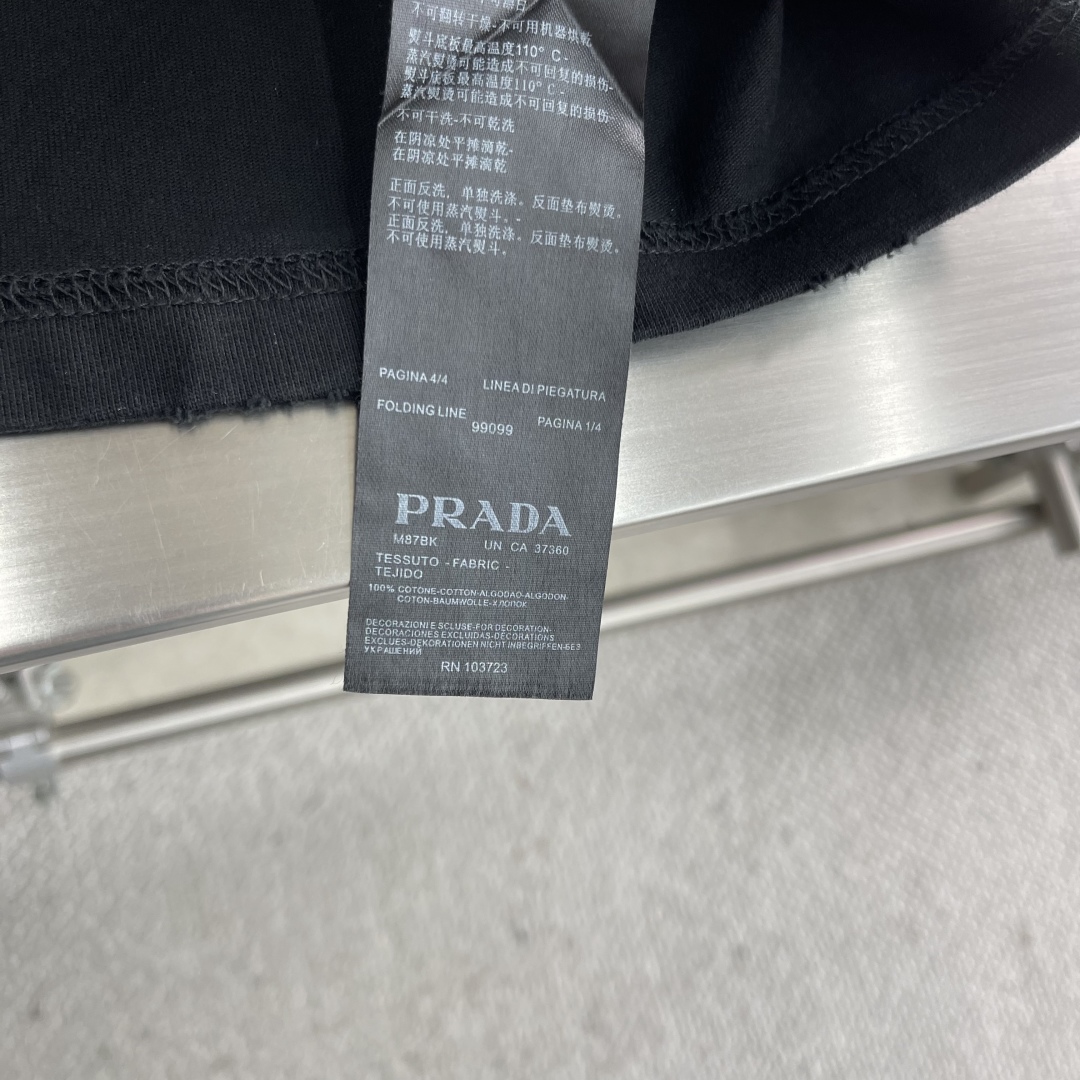 不可翻转干燥-不可用机器烘乾
熨斗底板最高温度110° C -
蒸汽熨烫可能造成不可回复的损伤-
熨斗底板最高温度110° C -
蒸汽熨烫可能造成不可回复的损伤
不可干洗-不可乾洗
在阴凉处平摊滴乾-
在阴凉处平摊滴乾
正面反洗，单独洗涤。反面垫布熨烫。
不可使用蒸汽熨斗。-
正面反洗，单独洗涤。反面垫布熨烫。
不可使用蒸汽熨斗。
PAGINA 4/4 LINEA DI PIEGATURA
FOLDING LINE 99099 PAGINA 1/4
PRADA
M87BK UN CA 37360
TESSUTO - FABRIC -
TEJIDO
100% COTONE-COTTON-ALGODAO-ALGODON-
COTON-BAUMWOLLE-ХЛОПОК
DECORAZIONI E SCLUSE-FOR DECORATION-
DECORACIONES EXCLUIDAS-DECORATIONS
EXCLUES-DEKORATIONEN NICHT INBEGRIFFEN-БЕЗ
УКРАШЕНИЙ
RN 103723